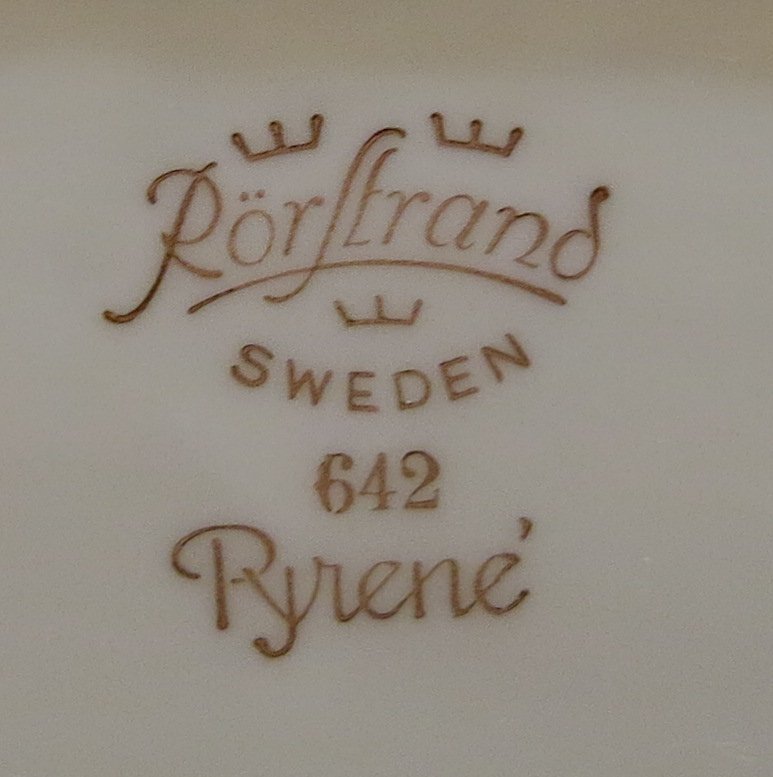 Rörstrand
SWEDEN
642
Pyrené